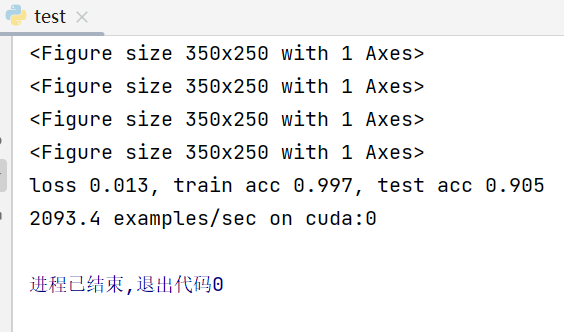 test
<Figure size 350x250 with 1 Axes>
<Figure size 350x250 with 1 Axes>
<Figure size 350x250 with 1 Axes>
<Figure size 350x250 with 1 Axes>
loss 0.013, train acc 0.997, test acc 0.905
2093.4 examples/sec on cuda:0
进程已结束,退出代码0